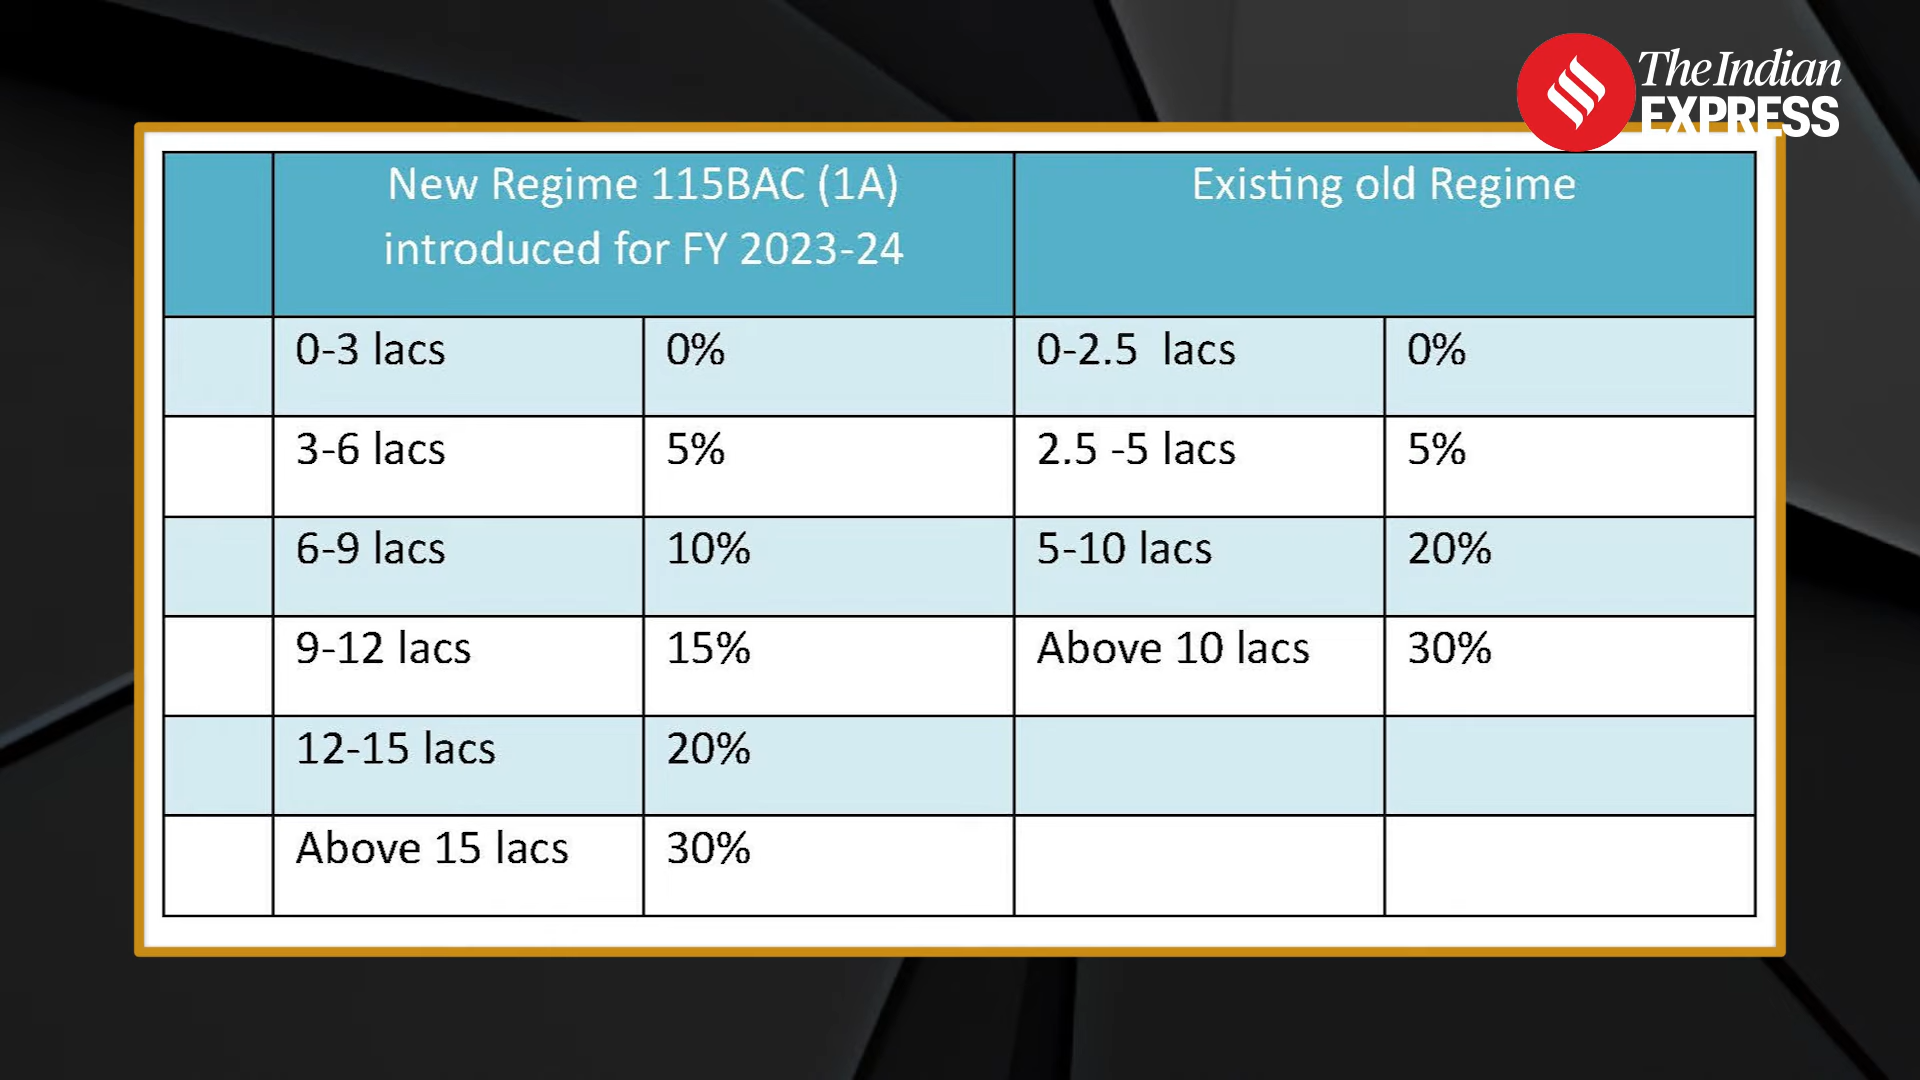 The Indian
EXPRESS
New Regime 115BAC (1A)
introduced for FY 2023-24
Existing old Regime
0-3 lacs 0% 0-2.5 lacs 0%
3-6 lacs 5% 2.5 -5 lacs 5%
6-9 lacs 10% 5-10 lacs 20%
9-12 lacs 15% Above 10 lacs 30%
12-15 lacs 20%
Above 15 lacs 30%